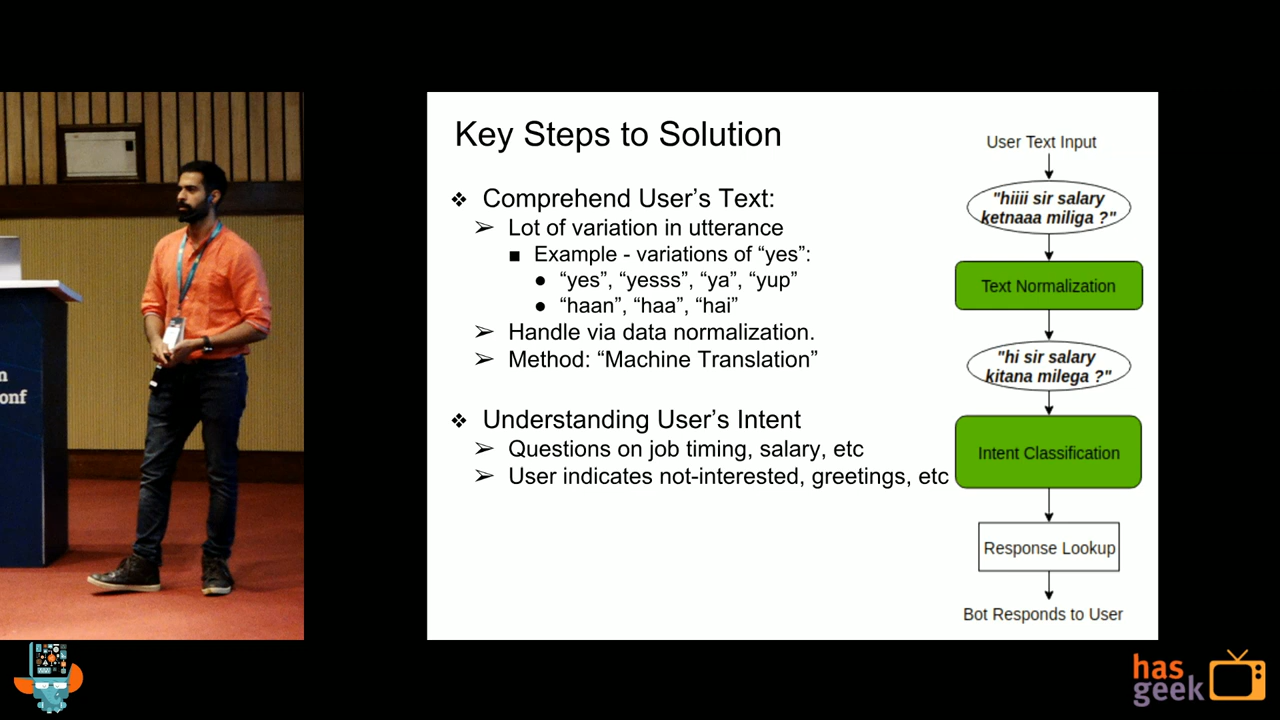 Key Steps to Solution
❖ Comprehend User's Text:
➢ Lot of variation in utterance
■ Example - variations of “yes”:
● “yes”, “yesss”, “ya”, “yup”
● “haan”, “haa”, “hai”
➢ Handle via data normalization.
➢ Method: “Machine Translation”
❖ Understanding User's Intent
➢ Questions on job timing, salary, etc
➢ User indicates not-interested, greetings, etc
User Text Input
"hiiii sir salary
ketnaaa miliga ?"
Text Normalization
"hi sir salary
kitana milega ?"
Intent Classification
Response Lookup
Bot Responds to User
n
onf
has
geek